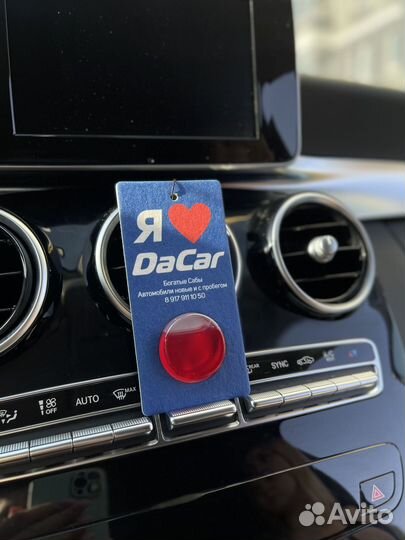 Я ❤
DaCar
Богатые Сабы
Автомобили новые и с пробегом
8 917 911 10 50
OFF AUTO MAX SYNC A/C
Avito